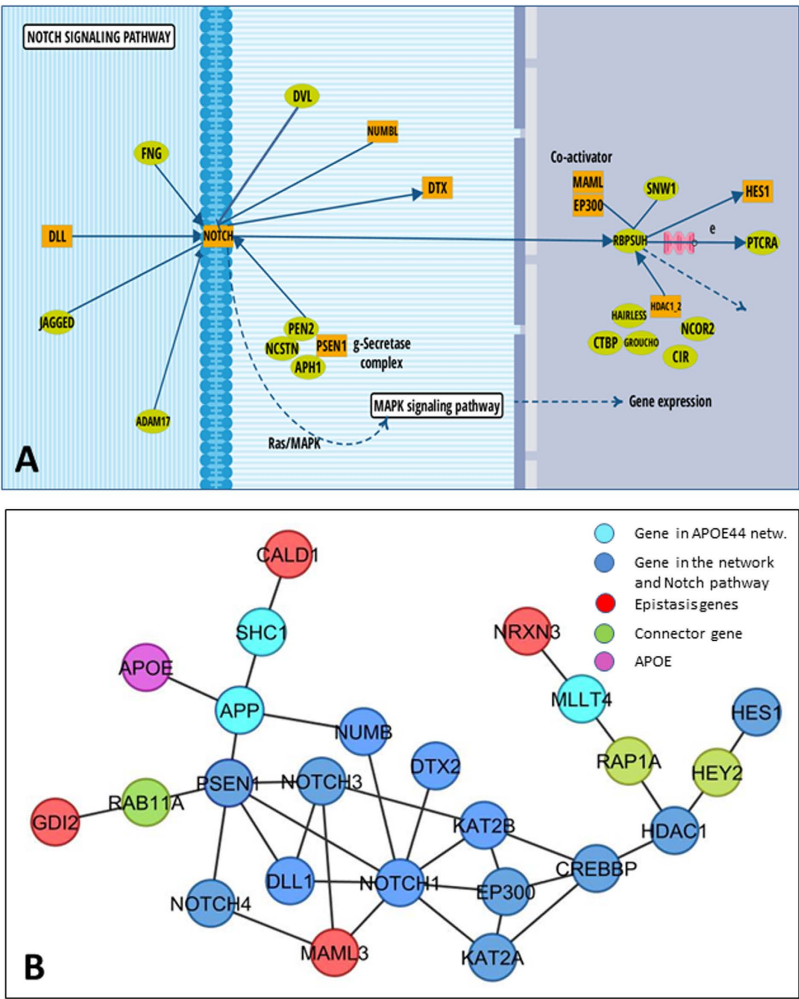 NOTCH SIGNALING PATHWAY
DVL
NUMBL
FNG
DTX
DLL
NOTCH
JAGGED
ADAM17
PEN2
NCSTN
PSEN1
APH1
g-Secretase
complex
Ras/MAPK
MAPK signaling pathway
Gene expression
Co-activator
MAML
EP300
SNW1
HES1
RBPSUH
e
PTCRA
HDAC1_2
HAIRLESS
NCOR2
CTBP
GROUCHO
CIR
A
Gene in APOE44 netw.
Gene in the network
and Notch pathway
Epistasis genes
Connector gene
APOE
CALD1
SHC1
APOE
APP
NUMB
NRXN3
MLLT4
HES1
RAP1A
HEY2
DTX2
PSEN1
NOTCH3
RAB11A
GDI2
KAT2B
HDAC1
CREBBP
DLL1
NOTCH1
EP300
NOTCH4
MAML3
KAT2A
B